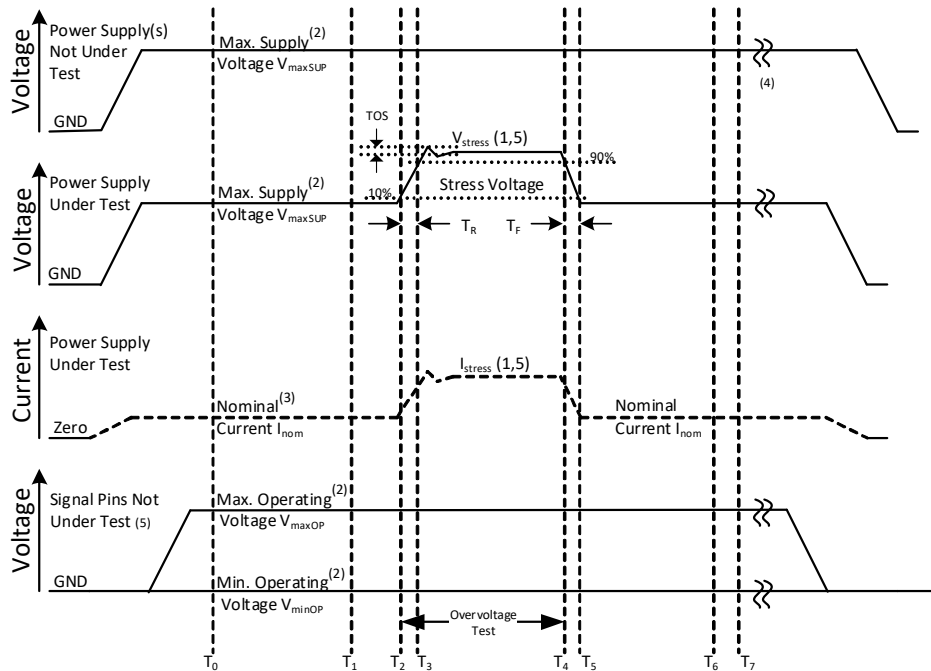 Voltage
Power Supply(s)
Not Under
Test
GND
Max. Supply(2)
Voltage VmaxSUP
(4)
TOS
Vstress (1,5)
90%
10%
Stress Voltage
TR
TF
Voltage
Power Supply
Under Test
GND
Max. Supply(2)
Voltage VmaxSUP
Current
Power Supply
Under Test
Zero
Istress (1,5)
Nominal(3)
Current Inom
Nominal
Current Inom
Voltage
Signal Pins Not
Under Test (5)
GND
Max. Operating(2)
Voltage VmaxOP
Min. Operating(2)
Voltage VminOP
Overvoltage
Test
T0
T1
T2
T3
T4
T5
T6
T7